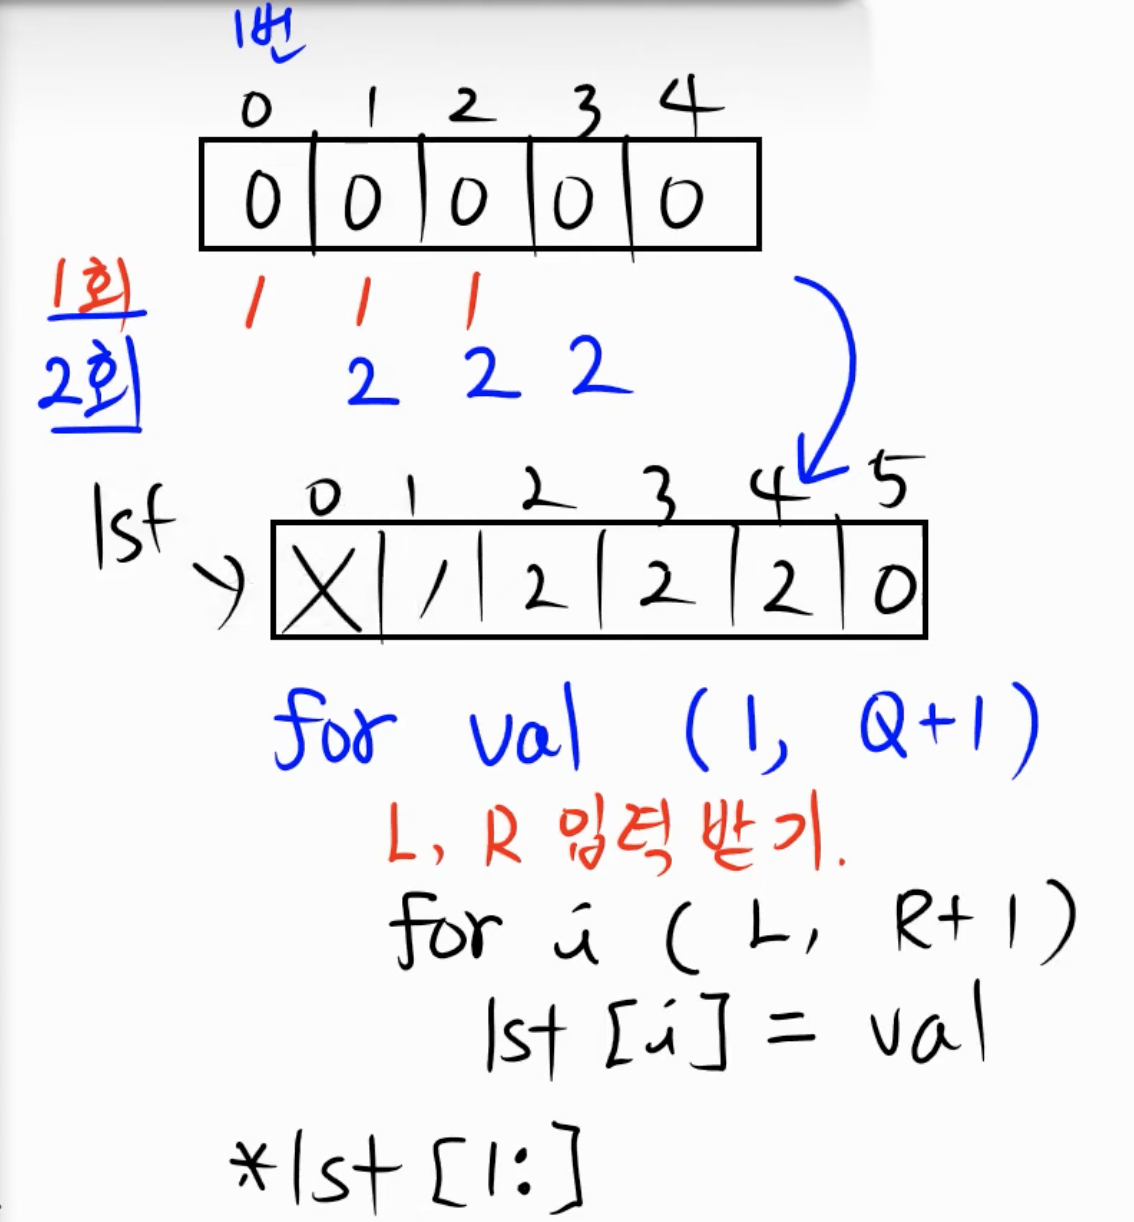 1번
0 1 2 3 4
0 0 0 0 0
1회 1 1 1
2회 2 2 2
lst 0 1 2 3 4 5
X 1 2 2 2 0
for val (1, Q+1)
L, R 입력 받기.
for i (L, R+1)
lst [i] = val
*lst [1:]